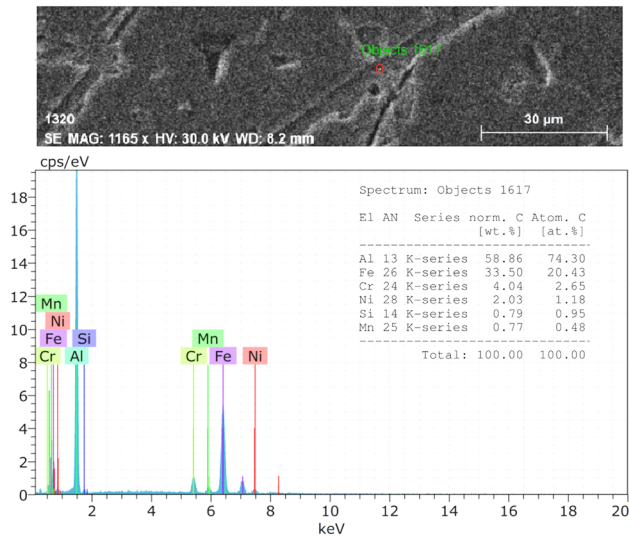 Objects 1617
1320
30 µm
SE MAG: 1165 x HV: 30.0 kV WD: 8.2 mm
cps/eV
Spectrum: Objects 1617
El AN Series norm. C Atom. C
[wt.%] [at.%]
Al 13 K-series 58.86 74.30
Fe 26 K-series 33.50 20.43
Cr 24 K-series 4.04 2.65
Ni 28 K-series 2.03 1.18
Si 14 K-series 0.79 0.95
Mn 25 K-series 0.77 0.48
Total: 100.00 100.00
18
16
14
12
10
8
6
4
2
0
Mn
Ni
Fe Si
Cr Al
Mn
Cr Fe Ni
2 4 6 8 10 12 14 16 18 20
keV